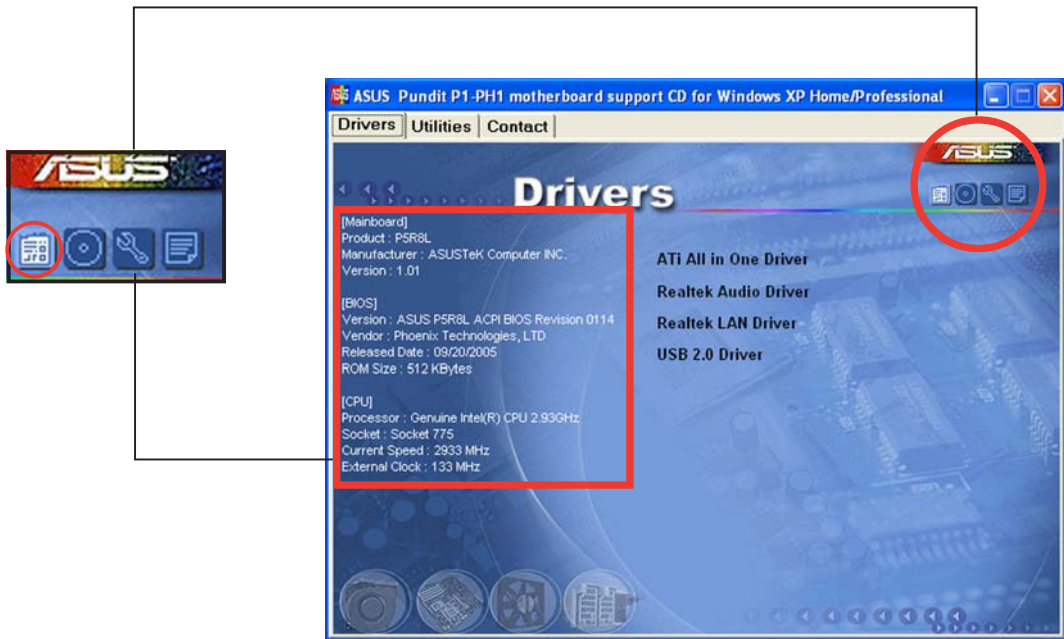 ASUS Pundit P1-PH1 motherboard support CD for Windows XP Home/Professional
Drivers Utilities Contact
ASUS
ASUS
Drivers
[Mainboard]
Product : P5R8L
Manufacturer : ASUSTeK Computer INC.
Version : 1.01
[BIOS]
Version : ASUS P5R8L ACPI BIOS Revision 0114
Vendor : Phoenix Technologies, LTD
Released Date : 09/20/2005
ROM Size : 512 KBytes
[CPU]
Processor : Genuine Intel(R) CPU 2.93GHz
Socket : Socket 775
Current Speed : 2933 MHz
External Clock : 133 MHz
ATi All in One Driver
Realtek Audio Driver
Realtek LAN Driver
USB 2.0 Driver